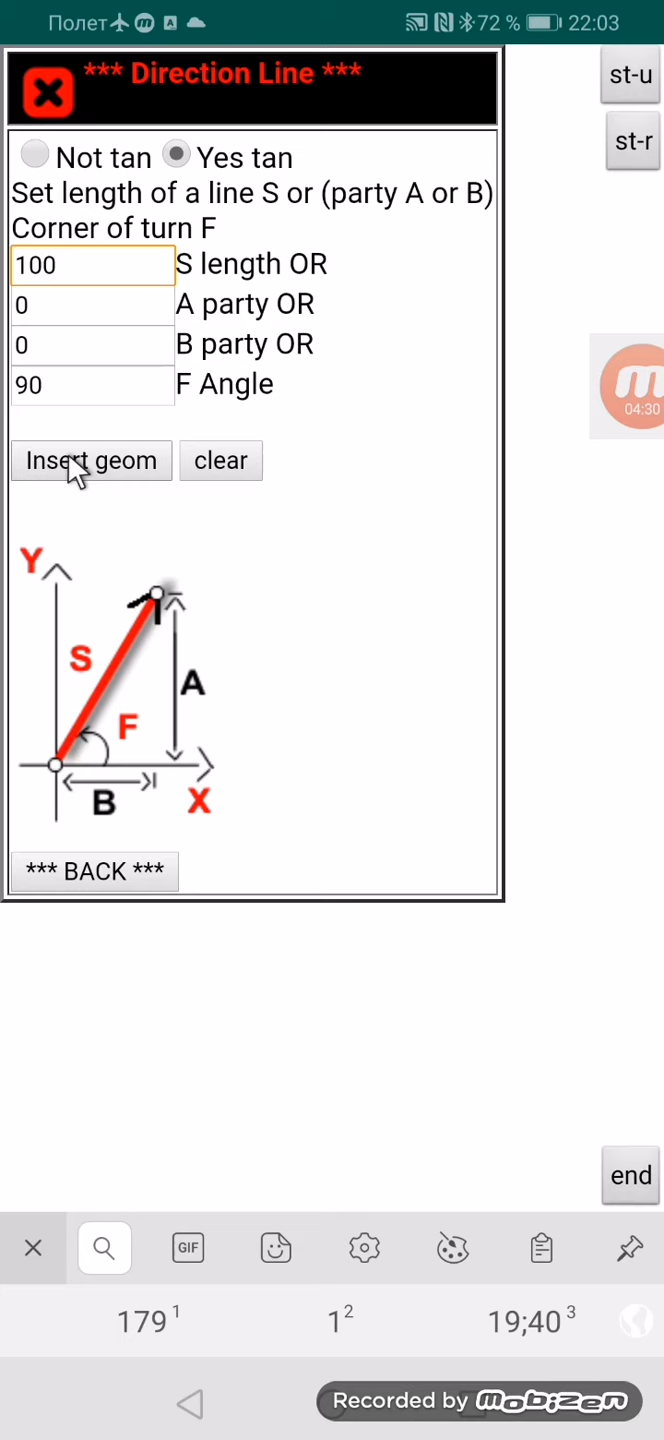 Полет 72 % 22:03
*** Direction Line ***
st-u
st-r
Not tan Yes tan
Set length of a line S or (party A or B)
Corner of turn F
100 S length OR
0 A party OR
0 B party OR
90 F Angle
04:30
Insert geom clear
Y
S
A
F
B
X
*** BACK ***
end
GIF
179 1 1 2 19;40 3
Recorded by mobizen